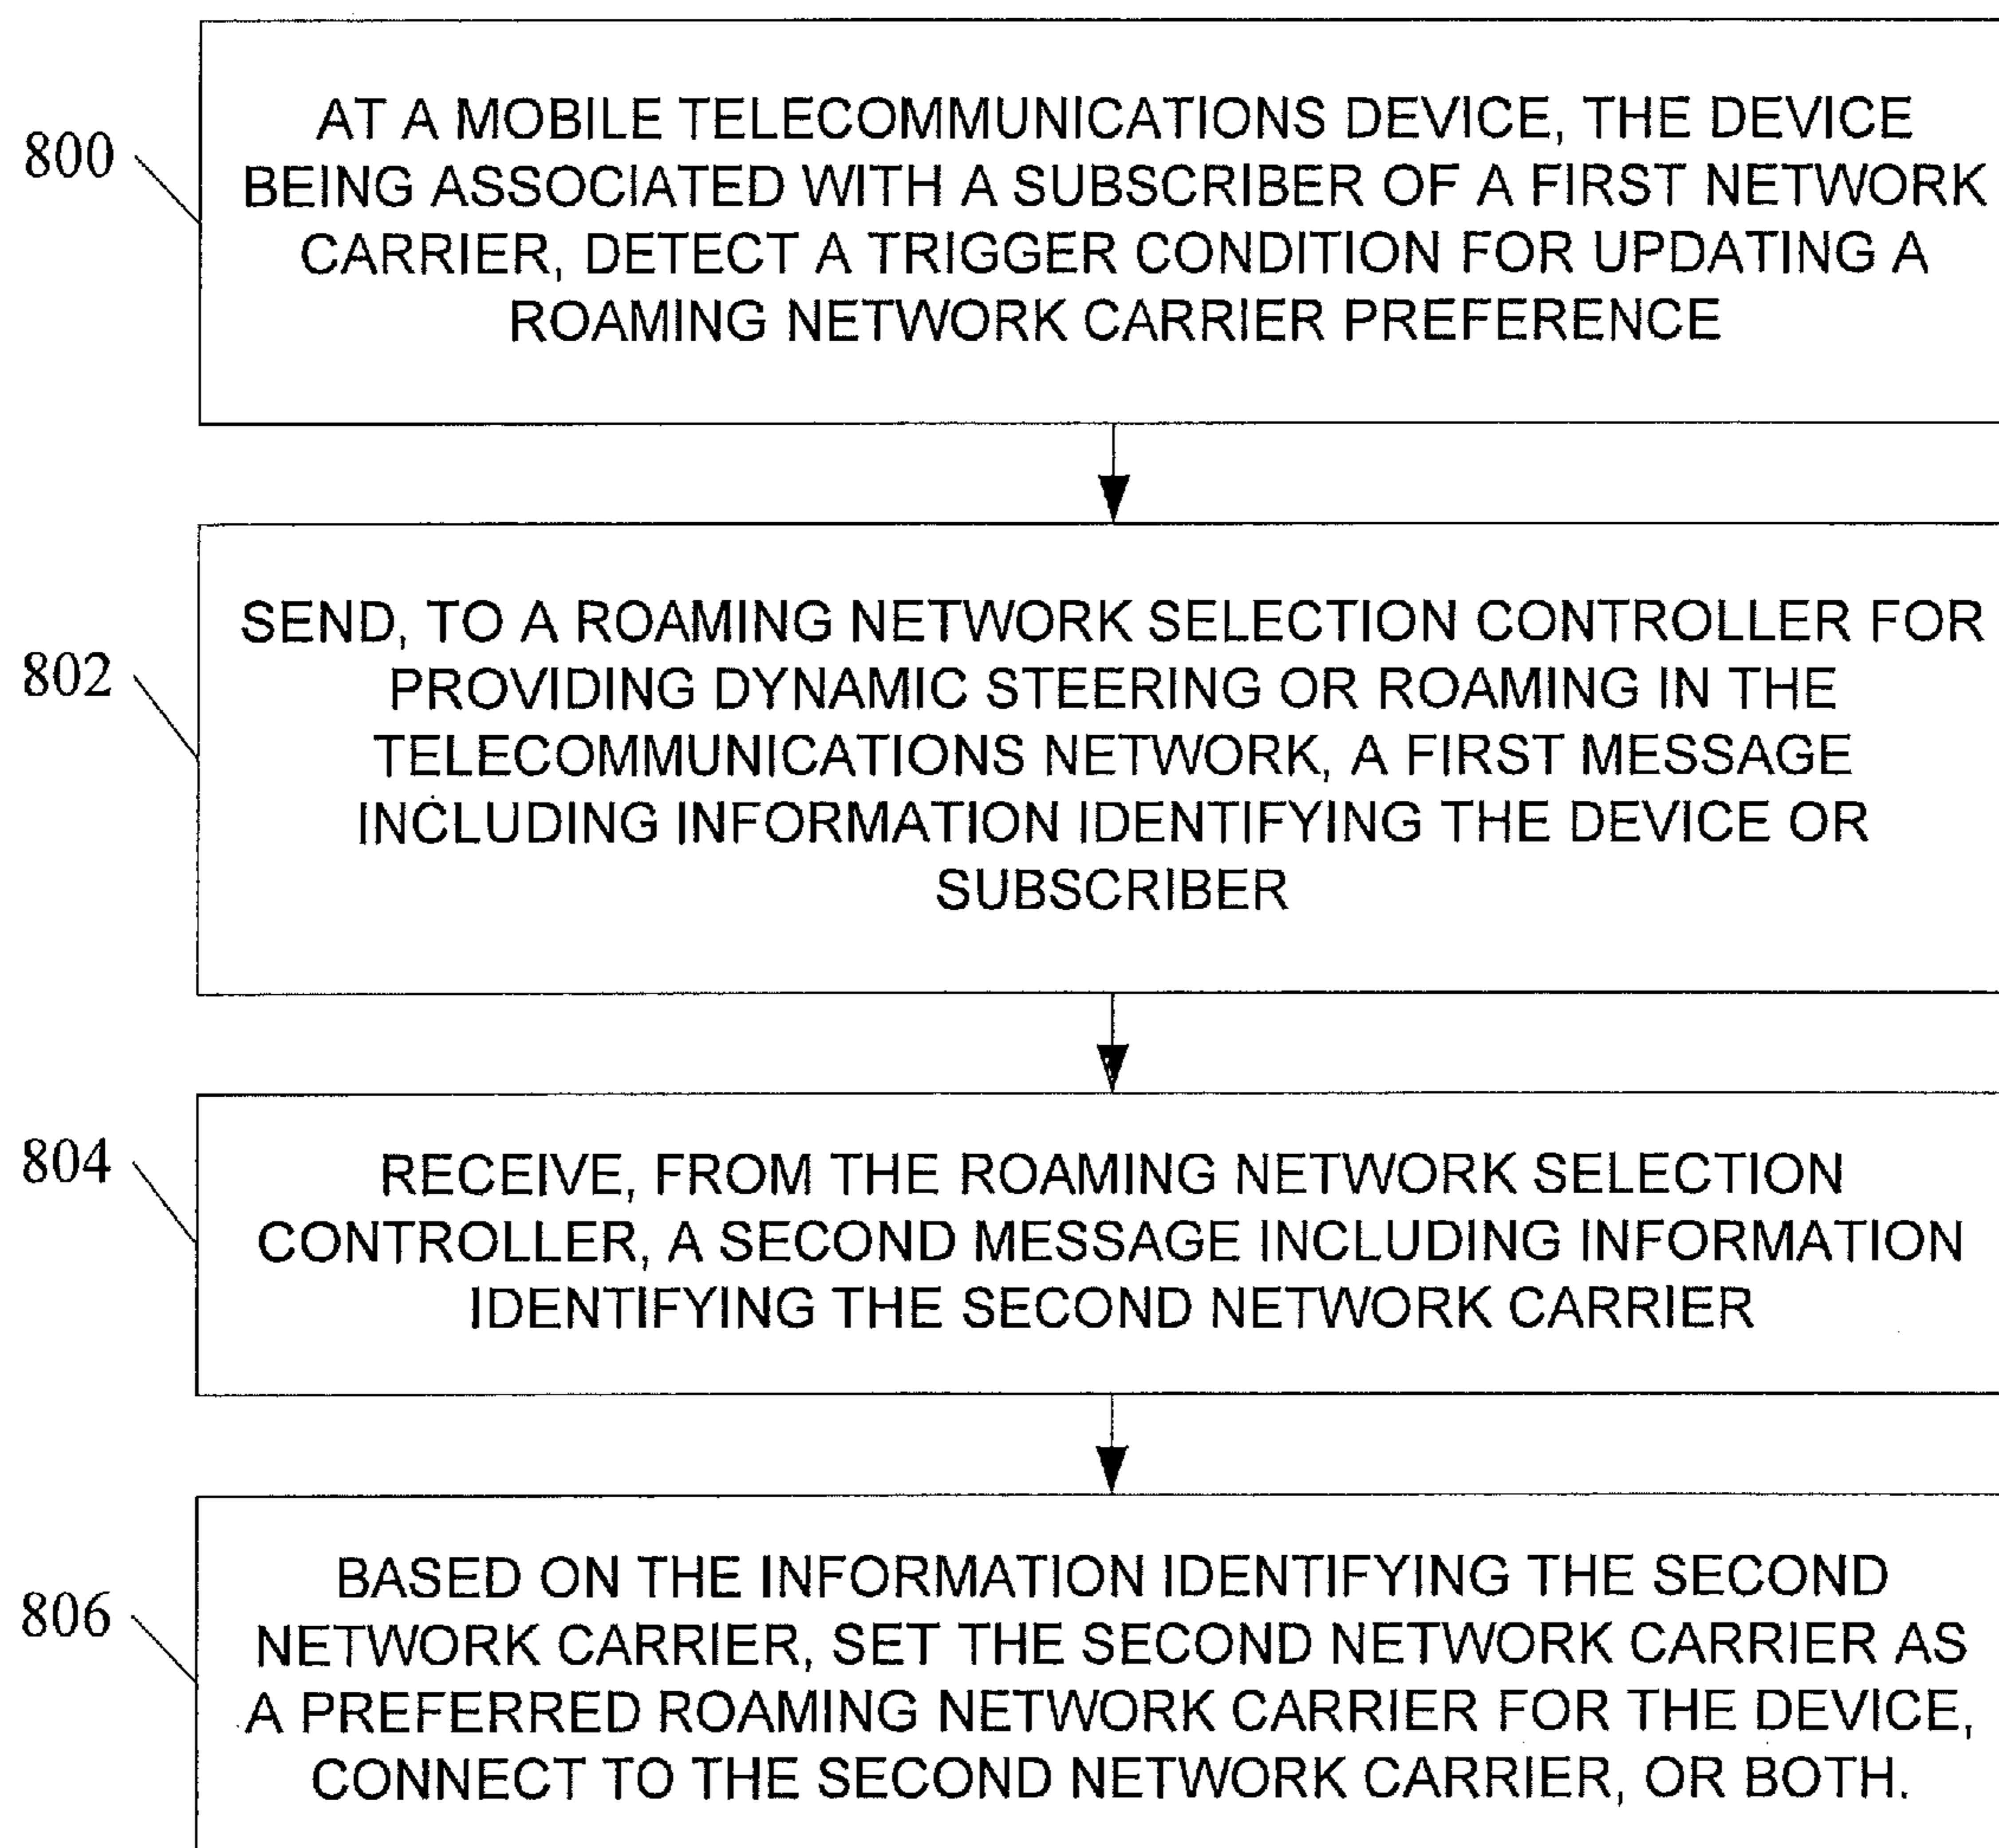 800
AT A MOBILE TELECOMMUNICATIONS DEVICE, THE DEVICE
BEING ASSOCIATED WITH A SUBSCRIBER OF A FIRST NETWORK
CARRIER, DETECT A TRIGGER CONDITION FOR UPDATING A
ROAMING NETWORK CARRIER PREFERENCE
802
SEND, TO A ROAMING NETWORK SELECTION CONTROLLER FOR
PROVIDING DYNAMIC STEERING OR ROAMING IN THE
TELECOMMUNICATIONS NETWORK, A FIRST MESSAGE
INCLUDING INFORMATION IDENTIFYING THE DEVICE OR
SUBSCRIBER
804
RECEIVE, FROM THE ROAMING NETWORK SELECTION
CONTROLLER, A SECOND MESSAGE INCLUDING INFORMATION
IDENTIFYING THE SECOND NETWORK CARRIER
806
BASED ON THE INFORMATION IDENTIFYING THE SECOND
NETWORK CARRIER, SET THE SECOND NETWORK CARRIER AS
A PREFERRED ROAMING NETWORK CARRIER FOR THE DEVICE,
CONNECT TO THE SECOND NETWORK CARRIER, OR BOTH.